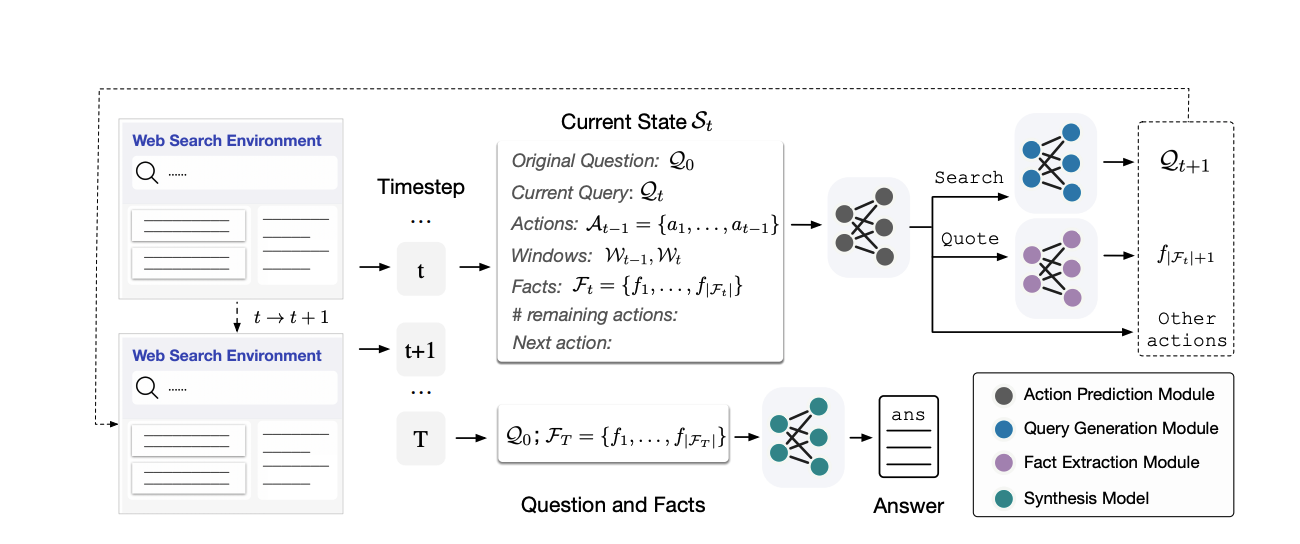 Web Search Environment
......
t → t + 1
Web Search Environment
......
Timestep
...
t
t+1
...
T
Current State 𝒮_t
Original Question: 𝒬_0
Current Query: 𝒬_t
Actions: 𝒜_{t−1} = {a_1, . . . , a_{t−1}}
Windows: 𝒲_{t−1}, 𝒲_t
Facts: ℱ_t = {f_1, . . . , f_{|ℱ_t|}}
# remaining actions:
Next action:
Search
Quote
𝒬_{t+1}
f_{|ℱ_t|+1}
Other
actions
𝒬_0; ℱ_T = {f_1, . . . , f_{|ℱ_T|}}
Question and Facts
ans
Answer
Action Prediction Module
Query Generation Module
Fact Extraction Module
Synthesis Model